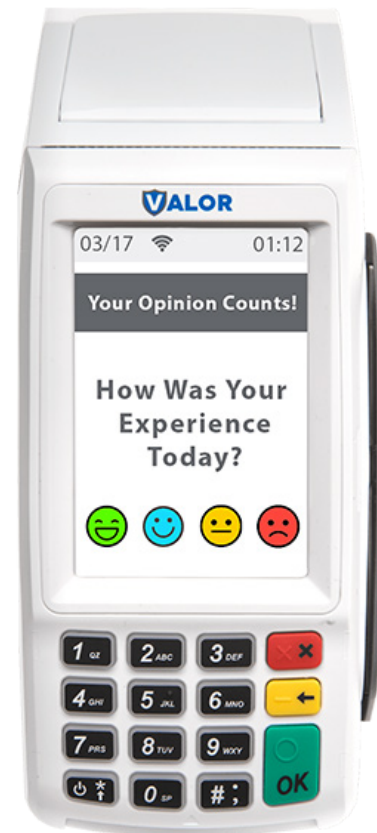 VALOR
03/17 01:12
Your Opinion Counts!
How Was Your
Experience
Today?
1 QZ 2 ABC 3 DEF
4 GHI 5 JKL 6 MNO
7 PRS 8 TUV 9 WXY
* 0 SP # ;
OK